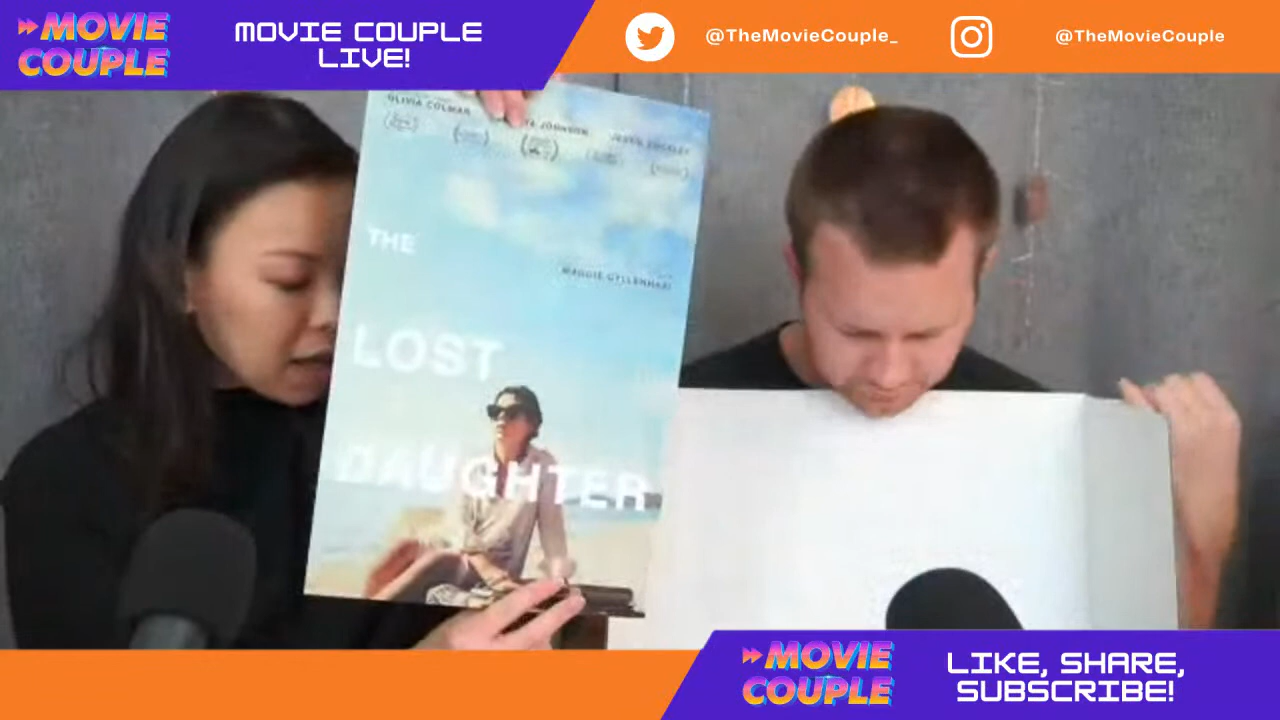 MOVIE
COUPLE
MOVIE COUPLE
LIVE!
@TheMovieCouple_
@TheMovieCouple
OLIVIA COLMAN
JOHNSON
THE
MAGGIE GYLLENHAAL
LOST
DAUGHTER
MOVIE
COUPLE
LIKE, SHARE,
SUBSCRIBE!